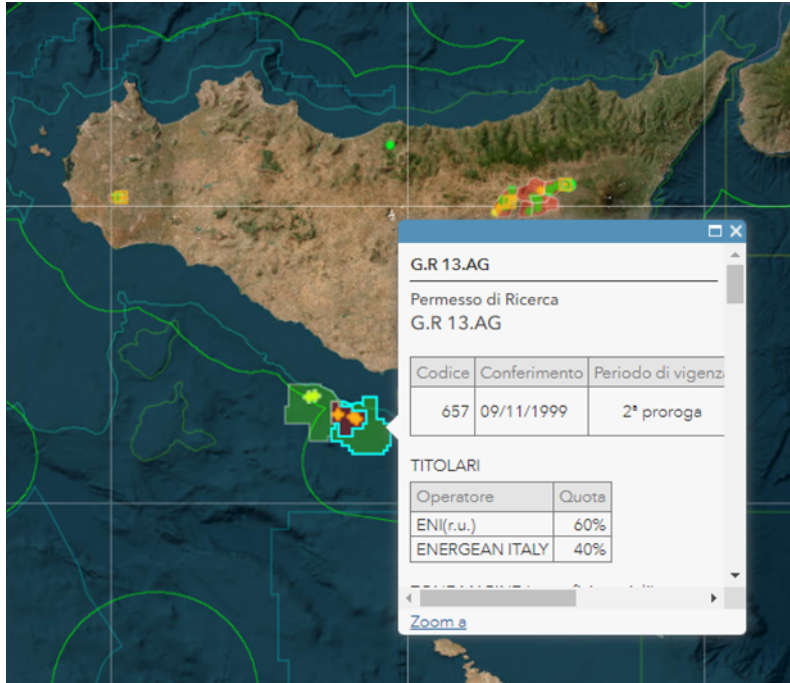 G.R 13.AG
Permesso di Ricerca
G.R 13.AG
Codice Conferimento Periodo di vigenz
657 09/11/1999 2ª proroga
TITOLARI
Operatore Quota
ENI(r.u.) 60%
ENERGEAN ITALY 40%
Zoom a